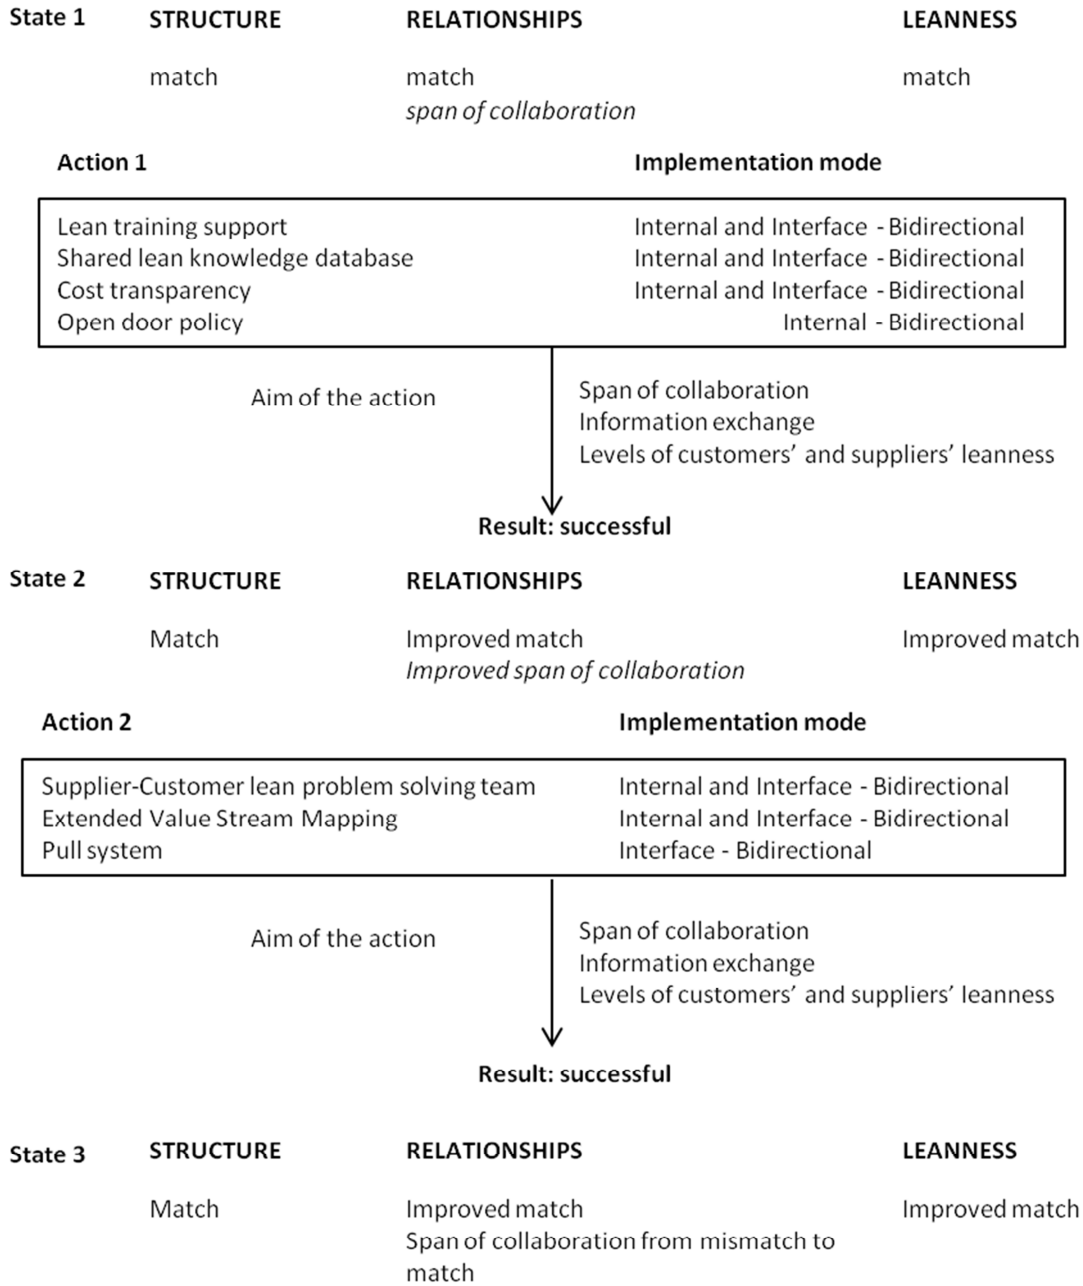 State 1 STRUCTURE RELATIONSHIPS LEANNESS
match match match
span of collaboration
Action 1 Implementation mode
Lean training support Internal and Interface - Bidirectional
Shared lean knowledge database Internal and Interface - Bidirectional
Cost transparency Internal and Interface - Bidirectional
Open door policy Internal - Bidirectional
Aim of the action
Span of collaboration
Information exchange
Levels of customers’ and suppliers’ leanness
Result: successful
State 2 STRUCTURE RELATIONSHIPS LEANNESS
Match Improved match Improved match
Improved span of collaboration
Action 2 Implementation mode
Supplier-Customer lean problem solving team Internal and Interface - Bidirectional
Extended Value Stream Mapping Internal and Interface - Bidirectional
Pull system Interface - Bidirectional
Aim of the action
Span of collaboration
Information exchange
Levels of customers’ and suppliers’ leanness
Result: successful
State 3 STRUCTURE RELATIONSHIPS LEANNESS
Match Improved match Improved match
Span of collaboration from mismatch to
match